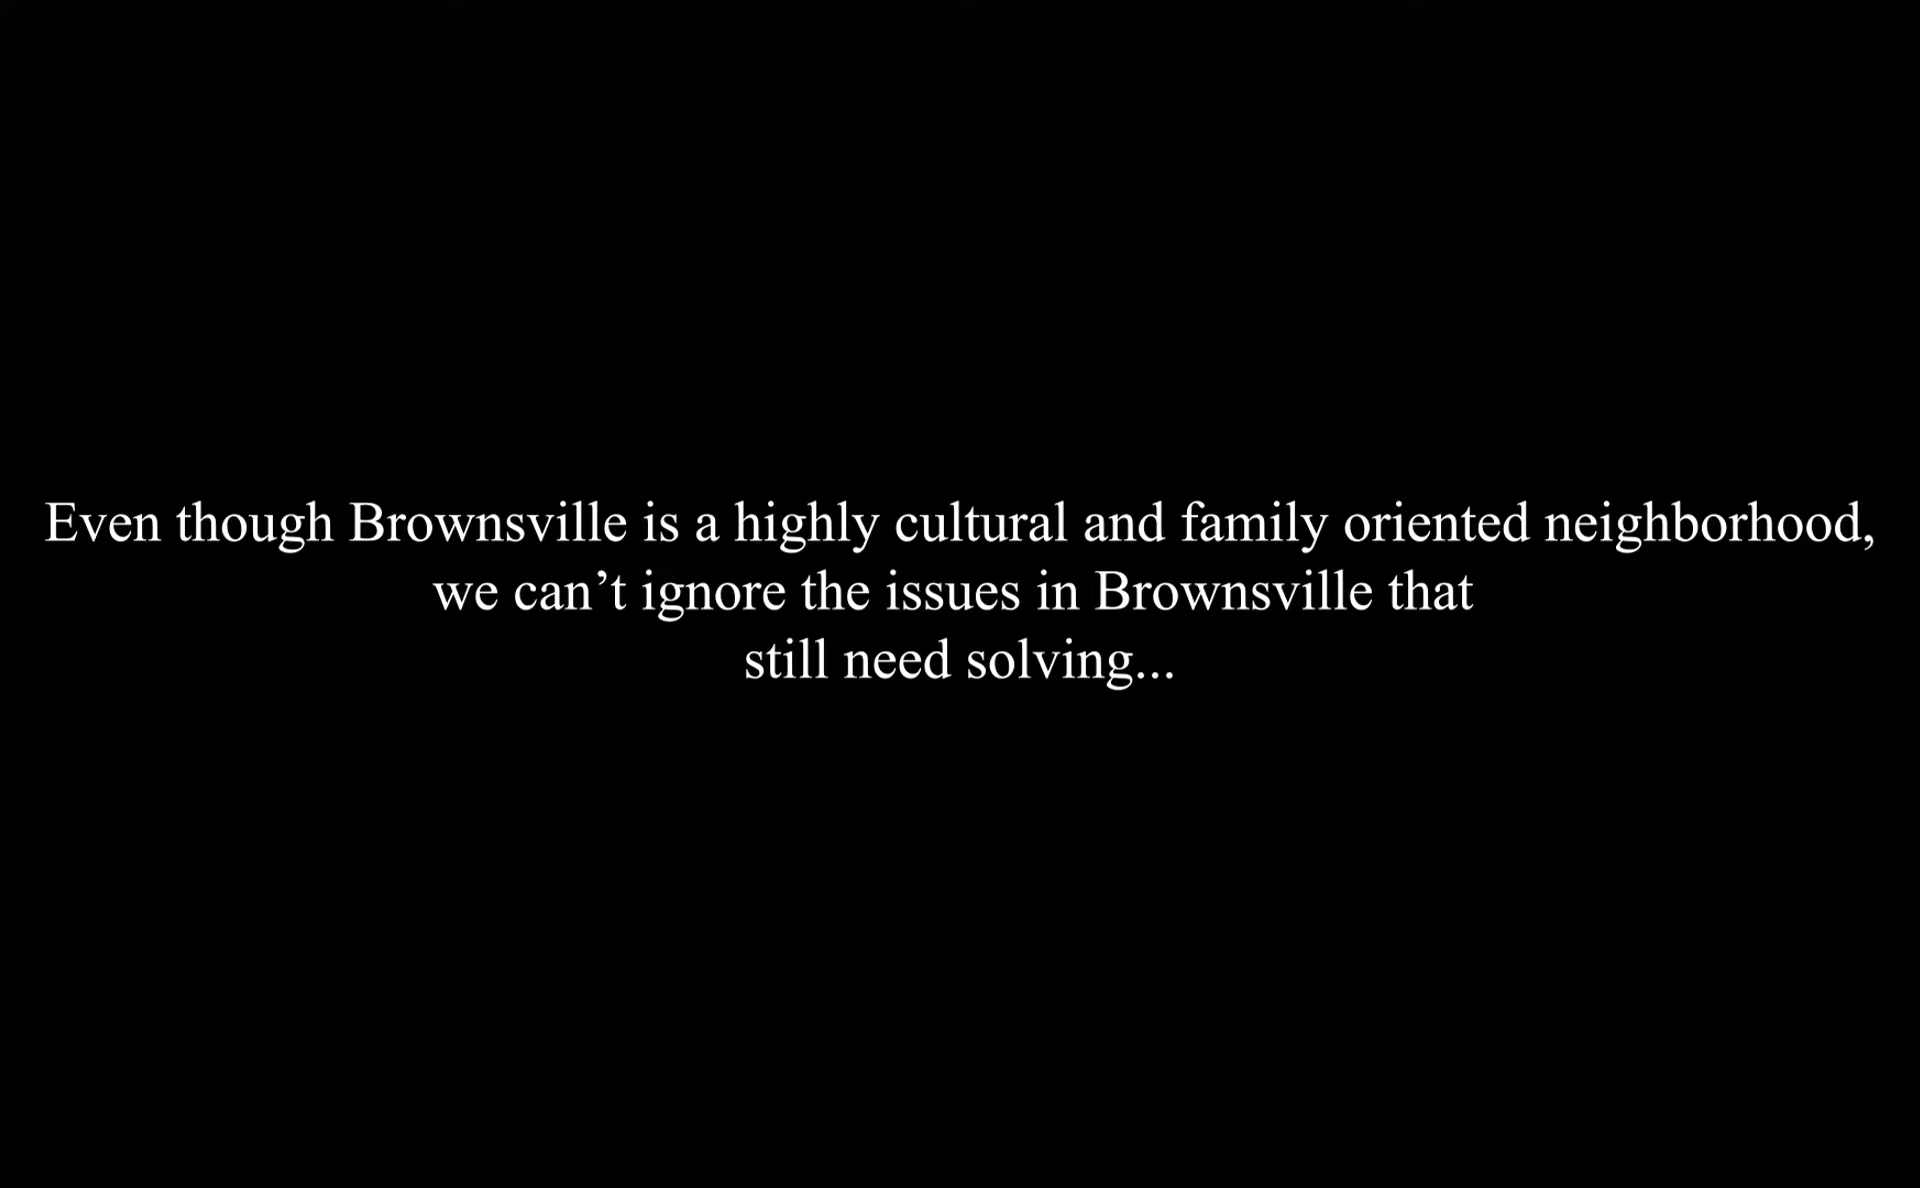 Even though Brownsville is a highly cultural and family oriented neighborhood,
we can’t ignore the issues in Brownsville that
still need solving...